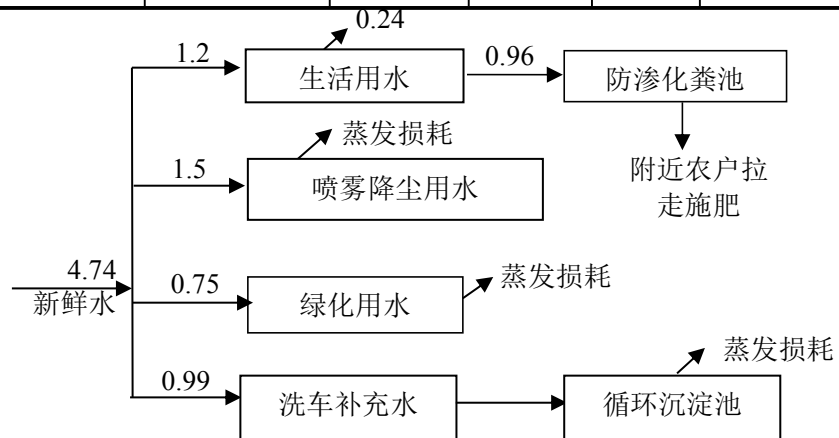 0.24
1.2
生活用水
0.96
防渗化粪池
附近农户拉
走施肥
蒸发损耗
1.5
喷雾降尘用水
4.74
新鲜水
0.75
绿化用水
蒸发损耗
0.99
洗车补充水
循环沉淀池
蒸发损耗